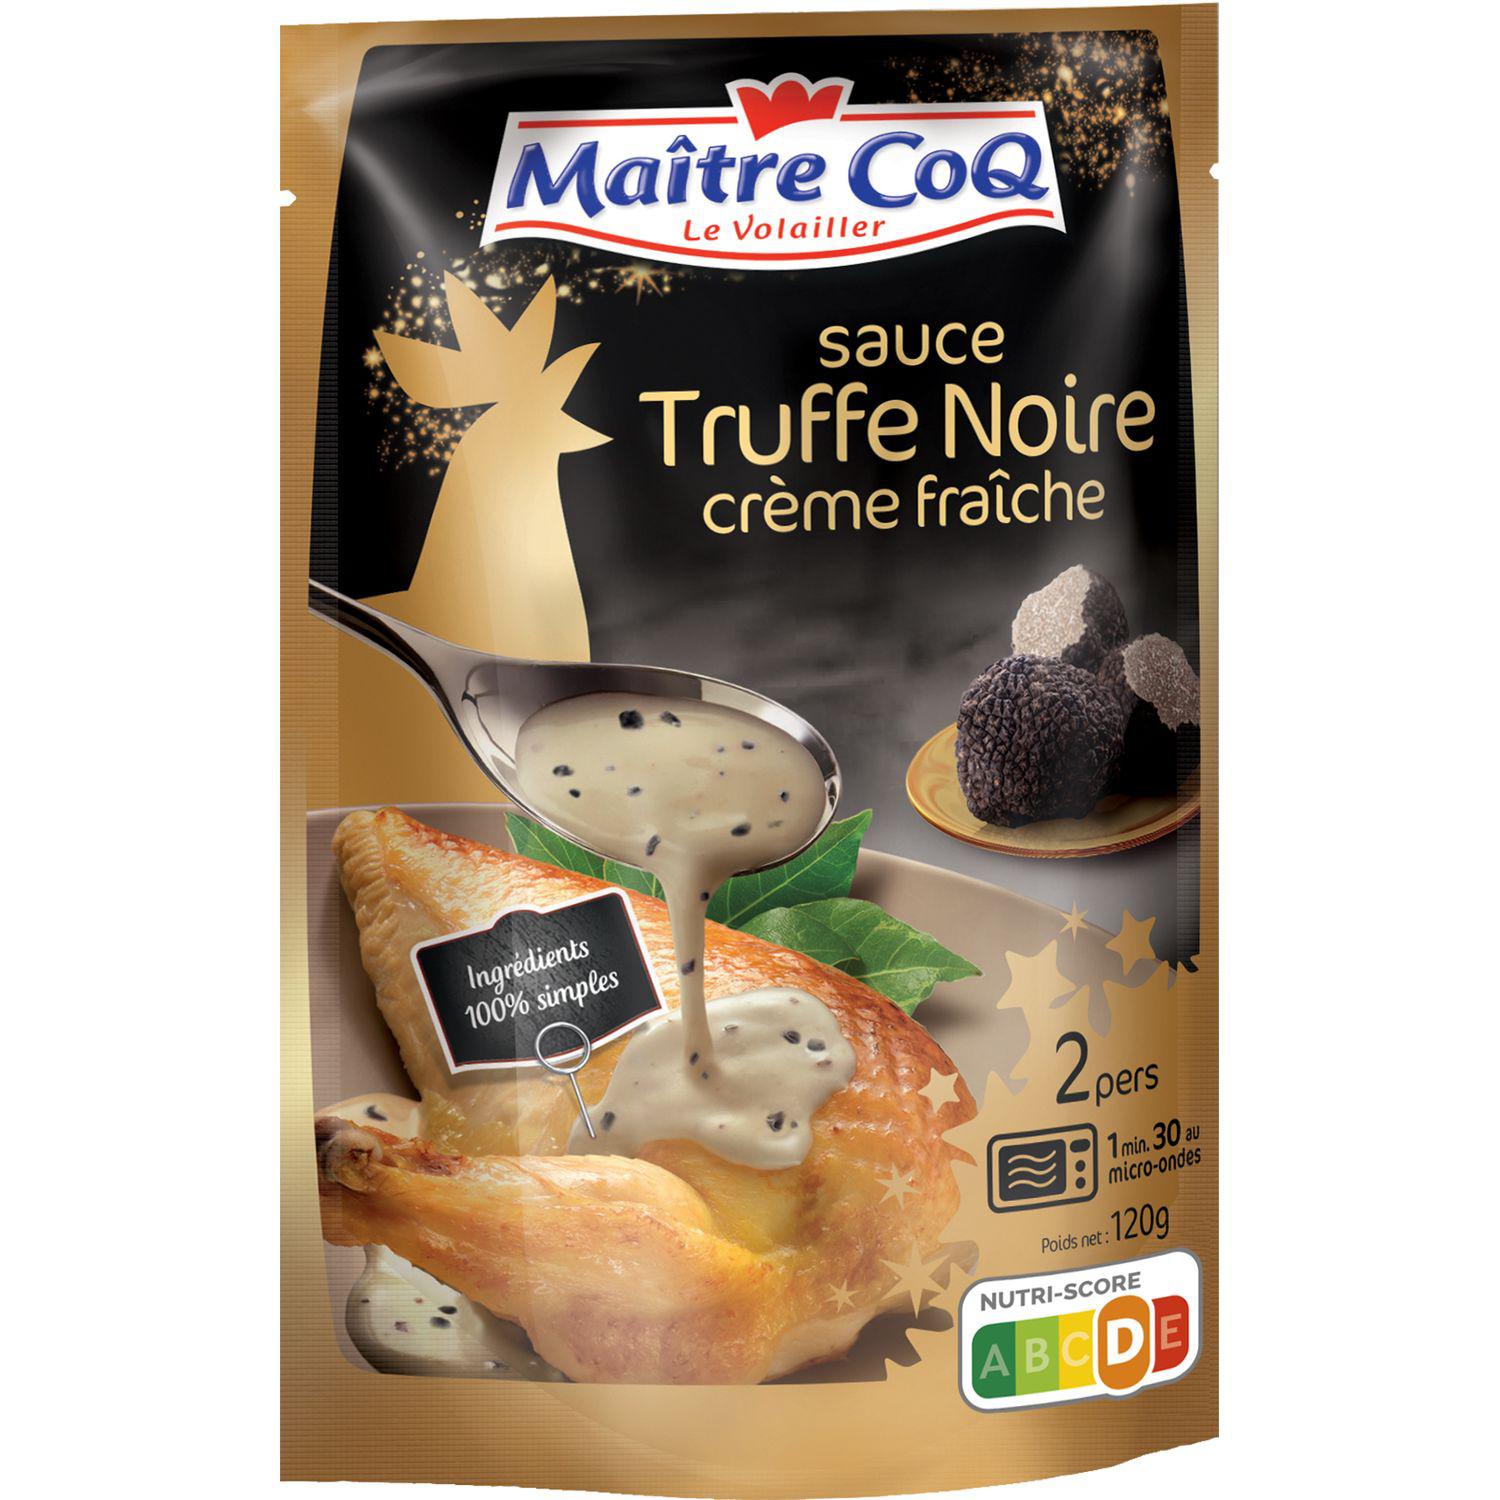 Maître CoQ
Le Volailler
sauce
Truffe Noire
crème fraîche
Ingrédients
100% simples
2 pers
1 min. 30 au
micro-ondes
Poids net : 120g
NUTRI-SCORE
A B C D E